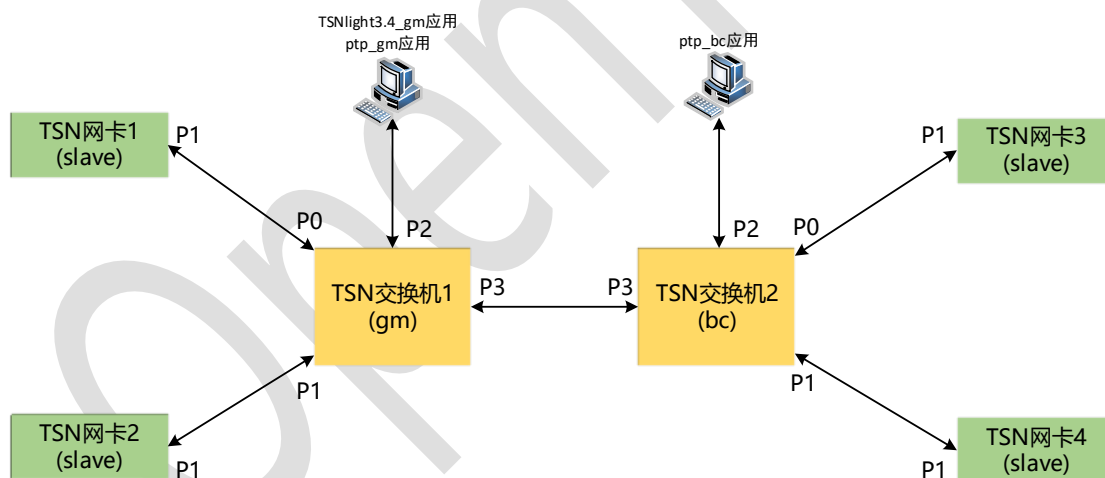 TSNlight3.4_gm应用
ptp_gm应用
ptp_bc应用
TSN网卡1
(slave)
P1
P1
TSN网卡3
(slave)
P0
P2
P2
P0
TSN交换机1
(gm)
P3
P3
TSN交换机2
(bc)
P1
P1
TSN网卡2
(slave)
P1
P1
TSN网卡4
(slave)
Open